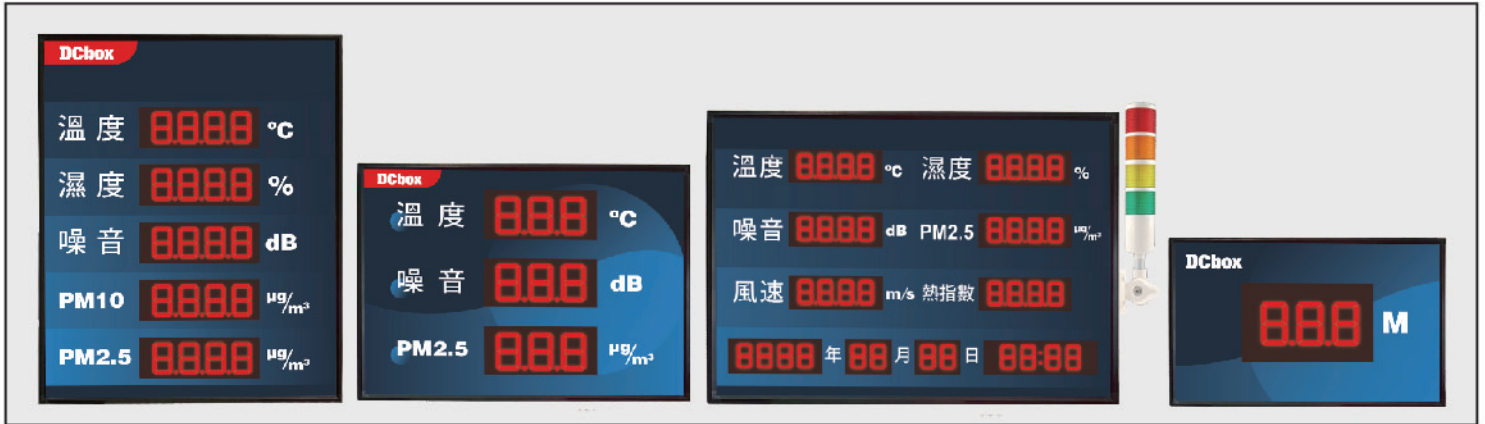 DCbox
溫度 8.8.8.8 °C
濕度 8.8.8.8 %
噪音 8.8.8.8 dB
PM10 8.8.8.8 µg/m³
PM2.5 8.8.8.8 µg/m³
DCbox
溫度 8.8.8 °C
噪音 8.8.8 dB
PM2.5 8.8.8 µg/m³
溫度 8.8.8.8 °C 濕度 8.8.8.8 %
噪音 8.8.8.8 dB PM2.5 8.8.8.8 µg/m³
風速 8.8.8.8 m/s 熱指數 8.8.8.8
8888 年 88 月 88 日 88:88
DCbox
8.8.8 M